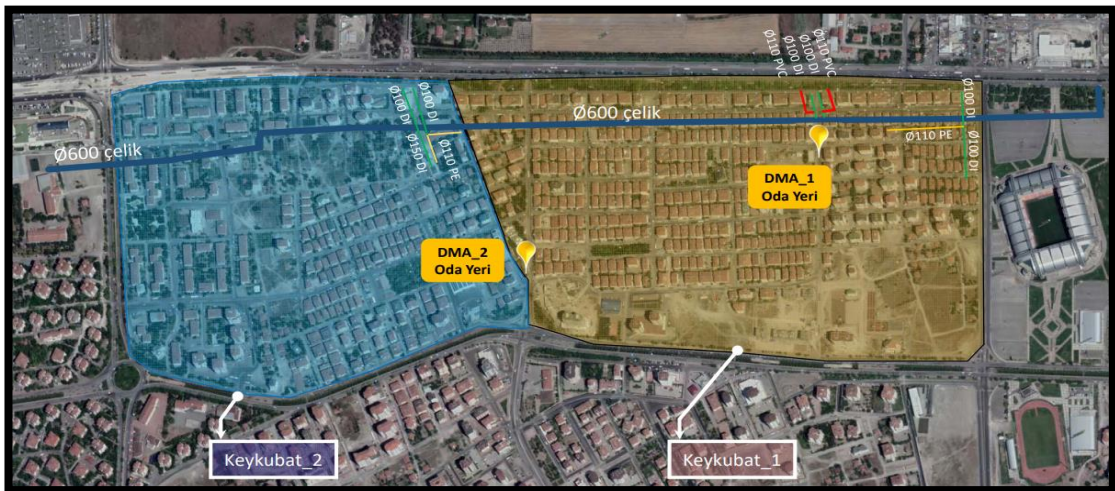 Ø110 PVC
Ø100 DI
Ø100 DI
Ø110 PVC
Ø100 DI
Ø100 DI
Ø100 DI
Ø600 çelik
Ø600 çelik
Ø110 PE
Ø150 DI
Ø110 PE
Ø100 DI
DMA_1
Oda Yeri
DMA_2
Oda Yeri
Keykubat_2
Keykubat_1